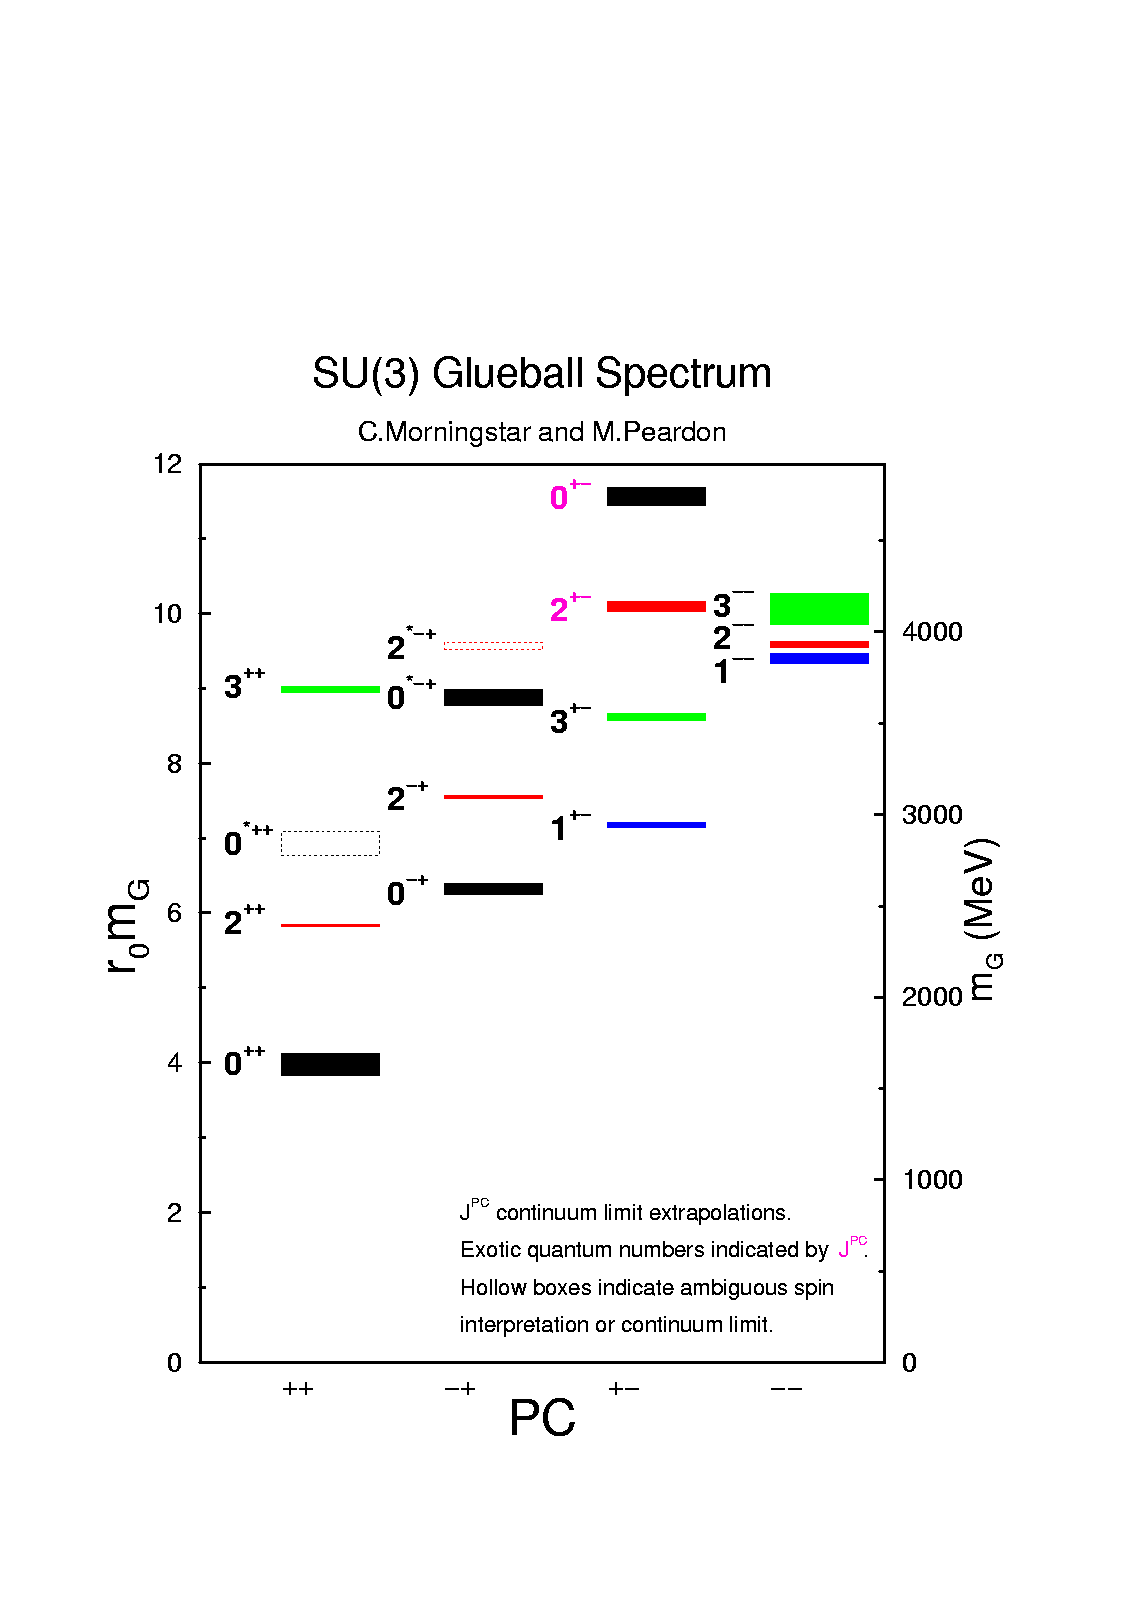 SU(3) Glueball Spectrum
C.Morningstar and M.Peardon
12
10
8
6
4
2
0
r₀m_G
4000
3000
2000
1000
0
m_G (MeV)
0⁺⁻
2⁺⁻
3⁻⁻
2⁻⁻
1⁻⁻
2*⁻⁺
0*⁻⁺
3⁺⁺
3⁺⁻
2⁻⁺
1⁺⁻
0*⁺⁺
0⁻⁺
2⁺⁺
0⁺⁺
Jᴾꟲ continuum limit extrapolations.
Exotic quantum numbers indicated by Jᴾꟲ.
Hollow boxes indicate ambiguous spin
interpretation or continuum limit.
++ −+ +− −−
PC